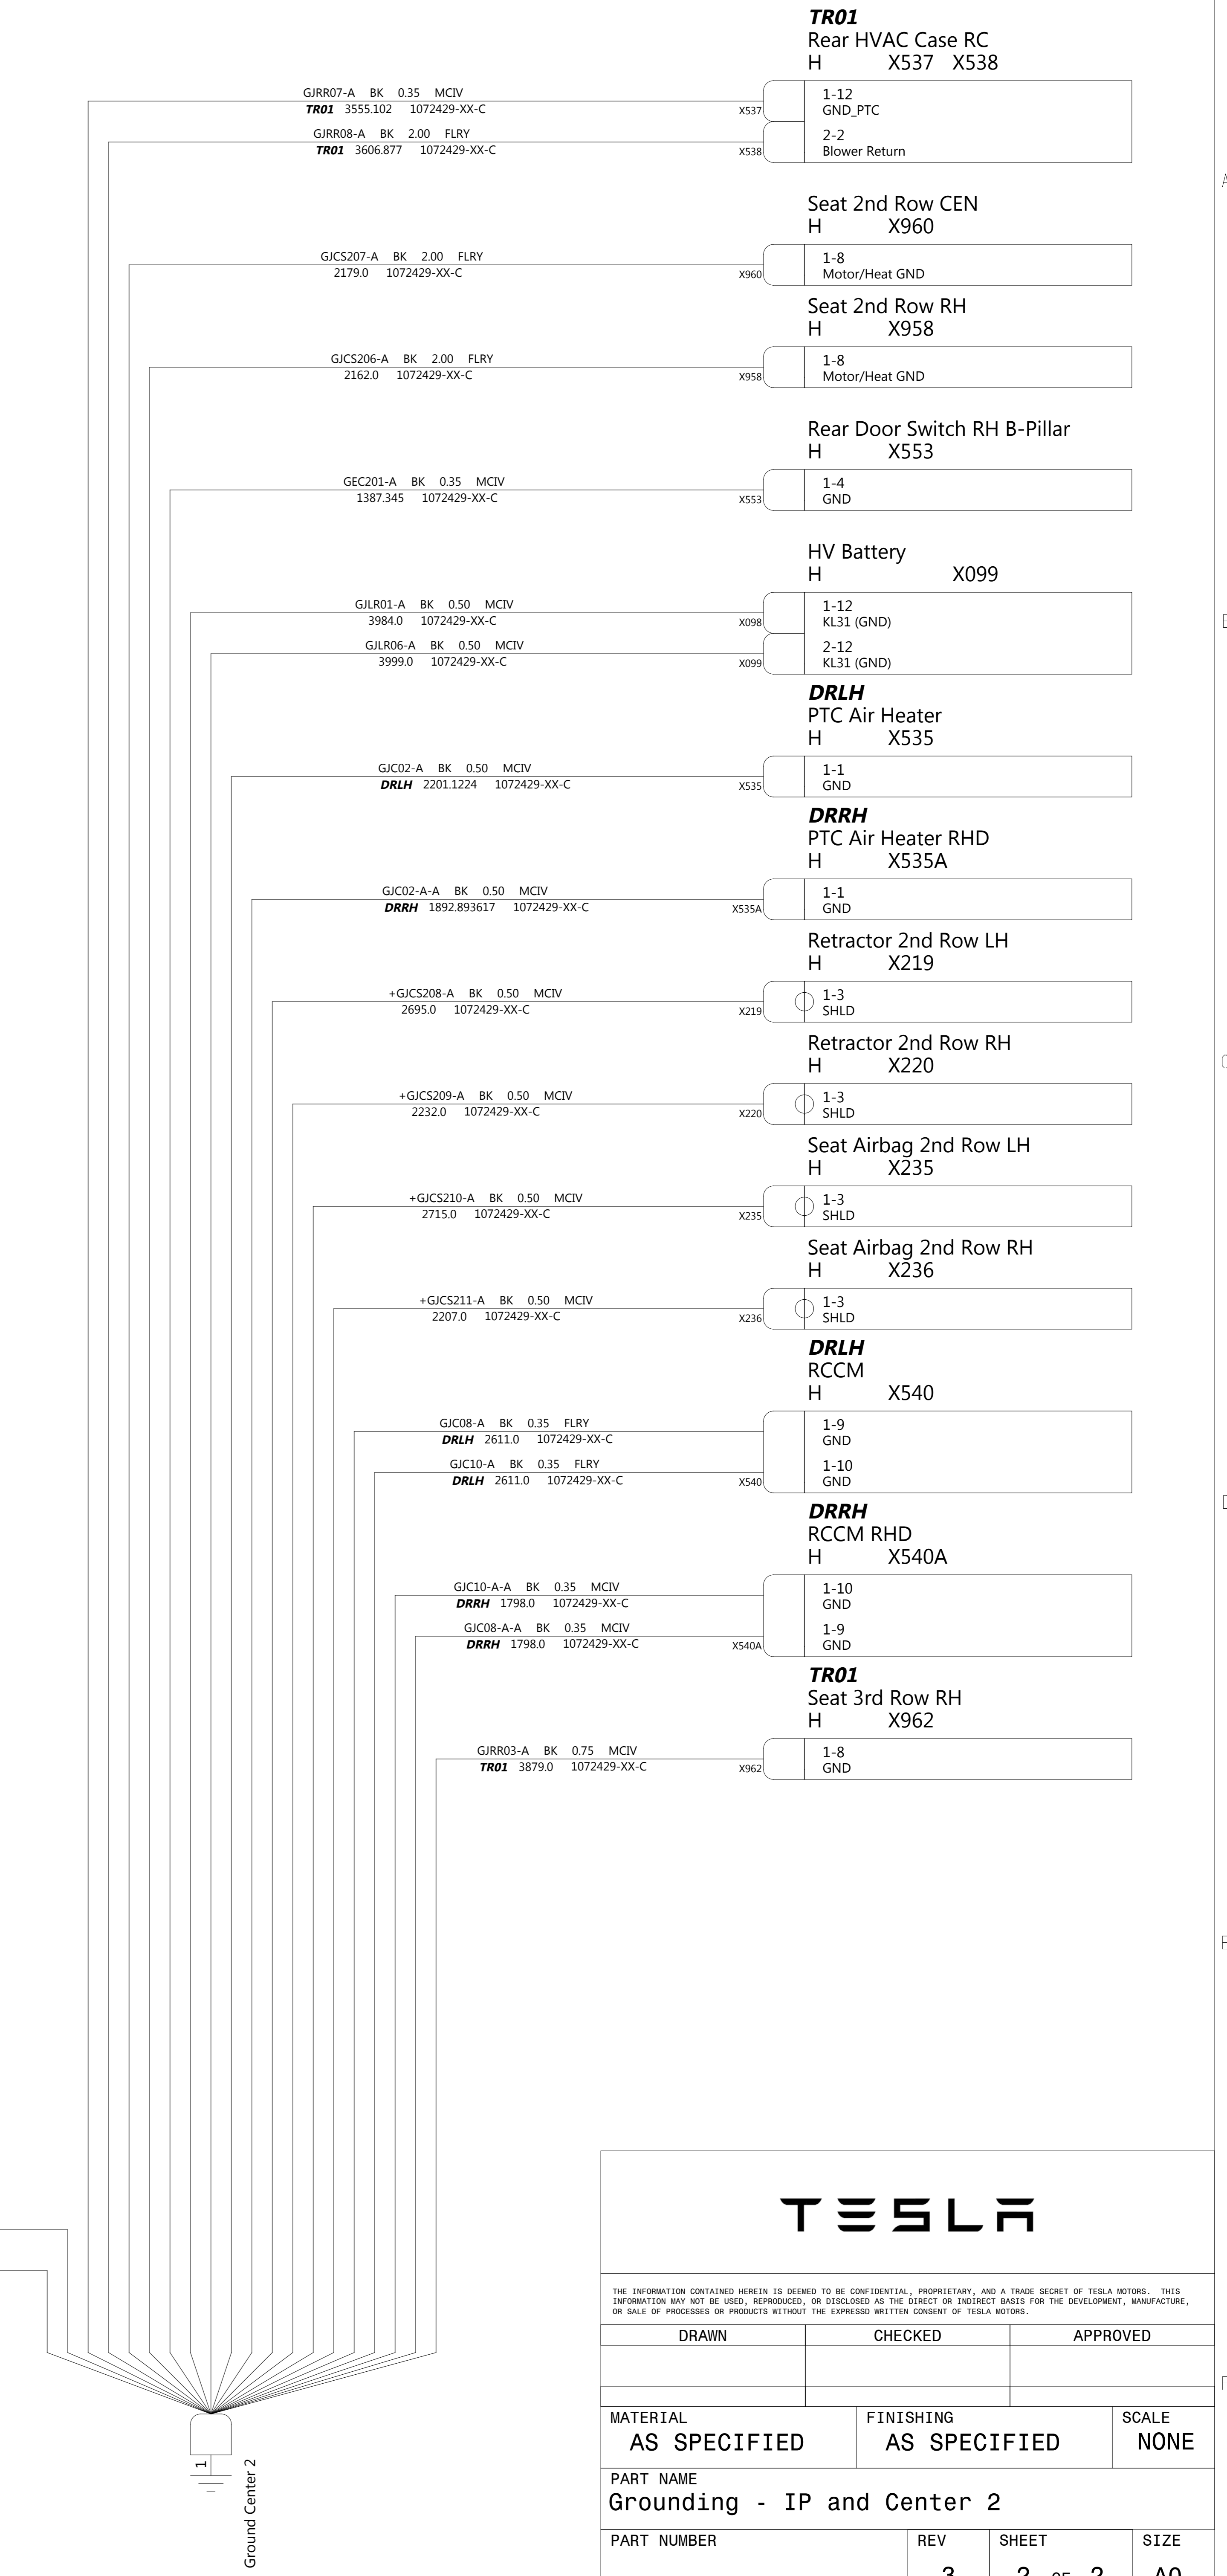 TR01
Rear HVAC Case RC
H X537 X538
GJRR07-A BK 0.35 MCIV
TR01 3555.102 1072429-XX-C
X537
1-12
GND_PTC
GJRR08-A BK 2.00 FLRY
TR01 3606.877 1072429-XX-C
X538
2-2
Blower Return
Seat 2nd Row CEN
H X960
GJCS207-A BK 2.00 FLRY
2179.0 1072429-XX-C
X960
1-8
Motor/Heat GND
Seat 2nd Row RH
H X958
GJCS206-A BK 2.00 FLRY
2162.0 1072429-XX-C
X958
1-8
Motor/Heat GND
Rear Door Switch RH B-Pillar
H X553
GEC201-A BK 0.35 MCIV
1387.345 1072429-XX-C
X553
1-4
GND
HV Battery
H X099
GJLR01-A BK 0.50 MCIV
3984.0 1072429-XX-C
X098
1-12
KL31 (GND)
GJLR06-A BK 0.50 MCIV
3999.0 1072429-XX-C
X099
2-12
KL31 (GND)
DRLH
PTC Air Heater
H X535
GJC02-A BK 0.50 MCIV
DRLH 2201.1224 1072429-XX-C
X535
1-1
GND
DRRH
PTC Air Heater RHD
H X535A
GJC02-A-A BK 0.50 MCIV
DRRH 1892.893617 1072429-XX-C
X535A
1-1
GND
Retractor 2nd Row LH
H X219
+GJCS208-A BK 0.50 MCIV
2695.0 1072429-XX-C
X219
1-3
SHLD
Retractor 2nd Row RH
H X220
+GJCS209-A BK 0.50 MCIV
2232.0 1072429-XX-C
X220
1-3
SHLD
Seat Airbag 2nd Row LH
H X235
+GJCS210-A BK 0.50 MCIV
2715.0 1072429-XX-C
X235
1-3
SHLD
Seat Airbag 2nd Row RH
H X236
+GJCS211-A BK 0.50 MCIV
2207.0 1072429-XX-C
X236
1-3
SHLD
DRLH
RCCM
H X540
GJC08-A BK 0.35 FLRY
DRLH 2611.0 1072429-XX-C
1-9
GND
GJC10-A BK 0.35 FLRY
DRLH 2611.0 1072429-XX-C
X540
1-10
GND
DRRH
RCCM RHD
H X540A
GJC10-A-A BK 0.35 MCIV
DRRH 1798.0 1072429-XX-C
1-10
GND
GJC08-A-A BK 0.35 MCIV
DRRH 1798.0 1072429-XX-C
X540A
1-9
GND
TR01
Seat 3rd Row RH
H X962
GJRR03-A BK 0.75 MCIV
TR01 3879.0 1072429-XX-C
X962
1-8
GND
1
Ground Center 2
TESLA
THE INFORMATION CONTAINED HEREIN IS DEEMED TO BE CONFIDENTIAL, PROPRIETARY, AND A TRADE SECRET OF TESLA MOTORS. THIS
INFORMATION MAY NOT BE USED, REPRODUCED, OR DISCLOSED AS THE DIRECT OR INDIRECT BASIS FOR THE DEVELOPMENT, MANUFACTURE,
OR SALE OF PROCESSES OR PRODUCTS WITHOUT THE EXPRESSD WRITTEN CONSENT OF TESLA MOTORS.
DRAWN CHECKED APPROVED
MATERIAL FINISHING SCALE
AS SPECIFIED AS SPECIFIED NONE
PART NAME
Grounding - IP and Center 2
PART NUMBER REV SHEET SIZE
3 2 OF 2 A0